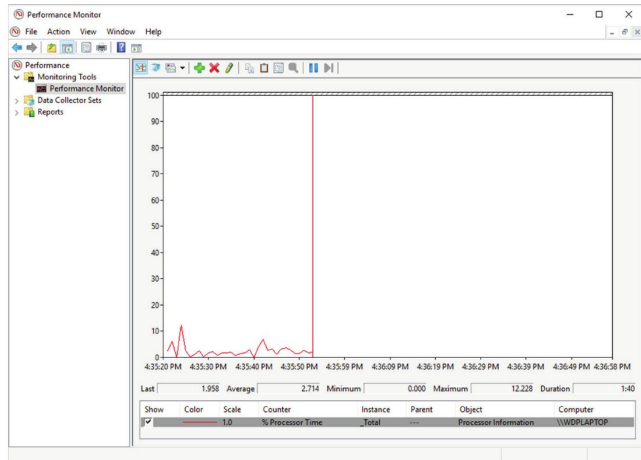 Performance Monitor
File Action View Window Help
Performance
Monitoring Tools
Performance Monitor
Data Collector Sets
Reports
100
90
80
70
60
50
40
30
20
10
0
4:35:20 PM 4:35:30 PM 4:35:40 PM 4:35:50 PM 4:35:59 PM 4:36:09 PM 4:36:19 PM 4:36:29 PM 4:36:39 PM 4:36:49 PM 4:36:58 PM
Last 1.958 Average 2.714 Minimum 0.000 Maximum 12.228 Duration 1:40
Show Color Scale Counter Instance Parent Object Computer
1.0 % Processor Time _Total --- Processor Information \\WDPLAPTOP